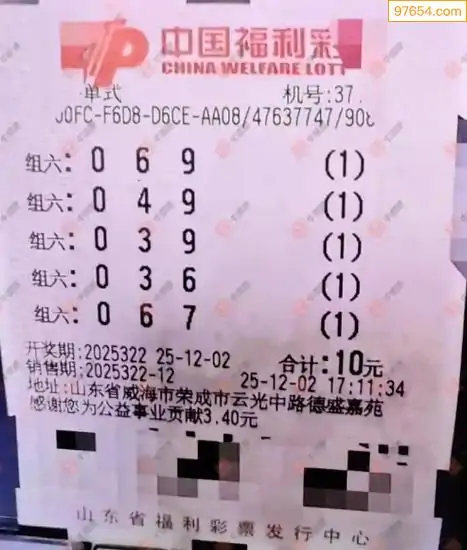 97654.com
中国福利彩
CHINA WELFARE LOTT
单式 机号:37
00FC-F6D8-D6CE-AA08/47637747/908
组六: 0 6 9 (1)
组六: 0 4 9 (1)
组六: 0 3 9 (1)
组六: 0 3 6 (1)
组六: 0 6 7 (1)
开奖期:2025322 25-12-02 合计:10元
销售期:2025322-12 25-12-02 17:11:34
地址:山东省威海市荣成市云光中路德盛嘉苑
感谢您为公益事业贡献3.40元
山东省福利彩票发行中心